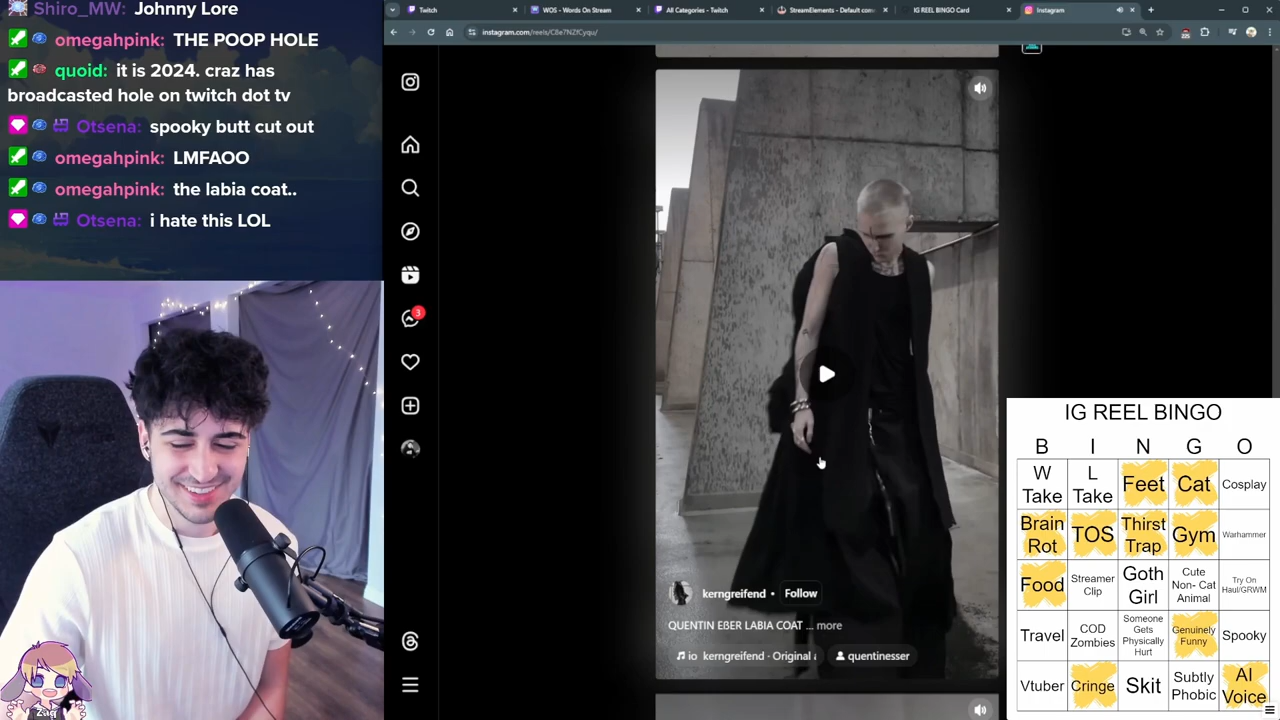 Shiro_MW: Johnny Lore
omegahpink: THE POOP HOLE
quoid: it is 2024. craz has
broadcasted hole on twitch dot tv
Otsena: spooky butt cut out
omegahpink: LMFAOO
omegahpink: the labia coat..
Otsena: i hate this LOL
Twitch
WOS - Words On Stream
All Categories - Twitch
StreamElements - Default com
IG REEL BINGO Card
Instagram
instagram.com/reels/C8e7NZfCyqu/
3
kerngreifend • Follow
QUENTIN EẞER LABIA COAT ... more
io kerngreifend · Original
quentinesser
IG REEL BINGO
B I N G O
W Take
L Take
Feet
Cat
Cosplay
Brain Rot
TOS
Thirst Trap
Gym
Warhammer
Food
Streamer Clip
Goth Girl
Cute Non- Cat Animal
Try On Haul/GRWM
Travel
COD Zombies
Someone Gets Physically Hurt
Genuinely Funny
Spooky
Vtuber
Cringe
Skit
Subtly Phobic
AI Voice